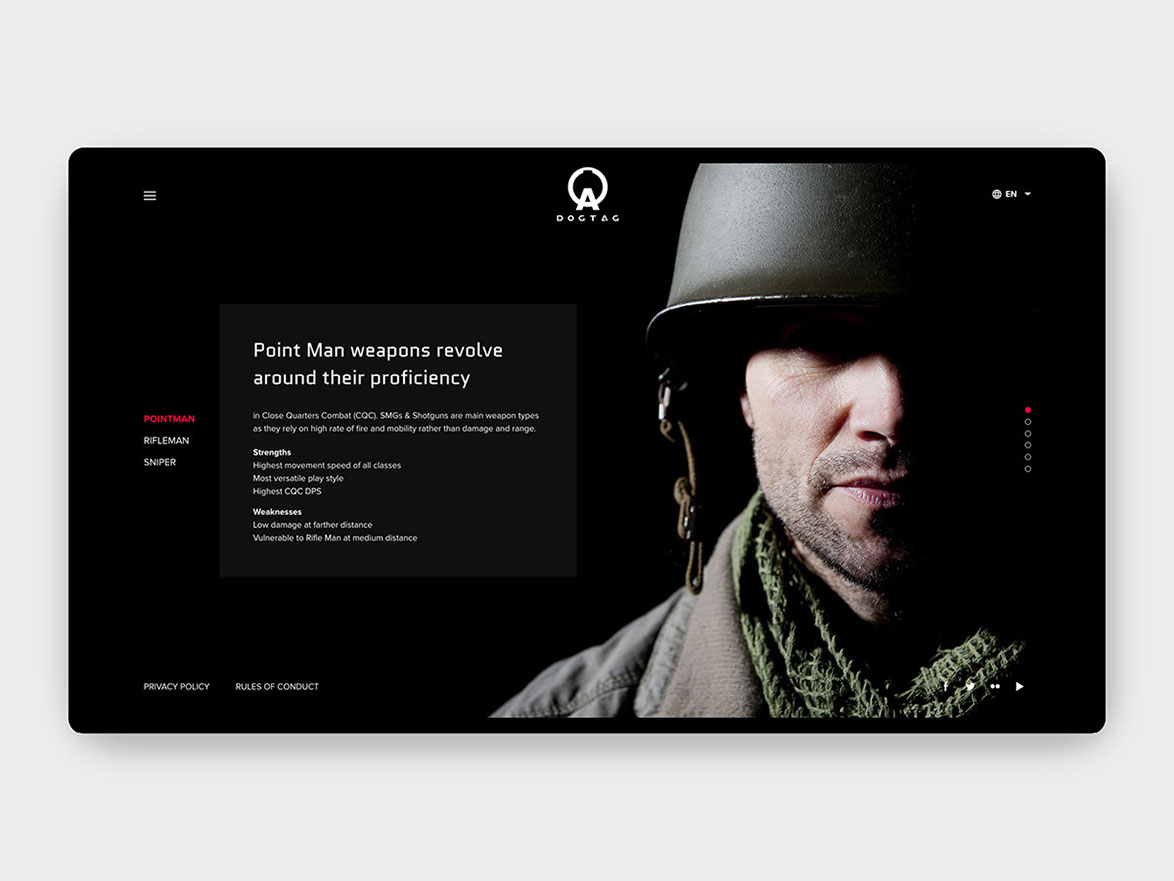 DOGTAG
EN
Point Man weapons revolve
around their proficiency
in Close Quarters Combat (CQC). SMGs & Shotguns are main weapon types
as they rely on high rate of fire and mobility rather than damage and range.
Strengths
Highest movement speed of all classes
Most versatile play style
Highest CQC DPS
Weaknesses
Low damage at farther distance
Vulnerable to Rifle Man at medium distance
POINTMAN
RIFLEMAN
SNIPER
PRIVACY POLICY
RULES OF CONDUCT